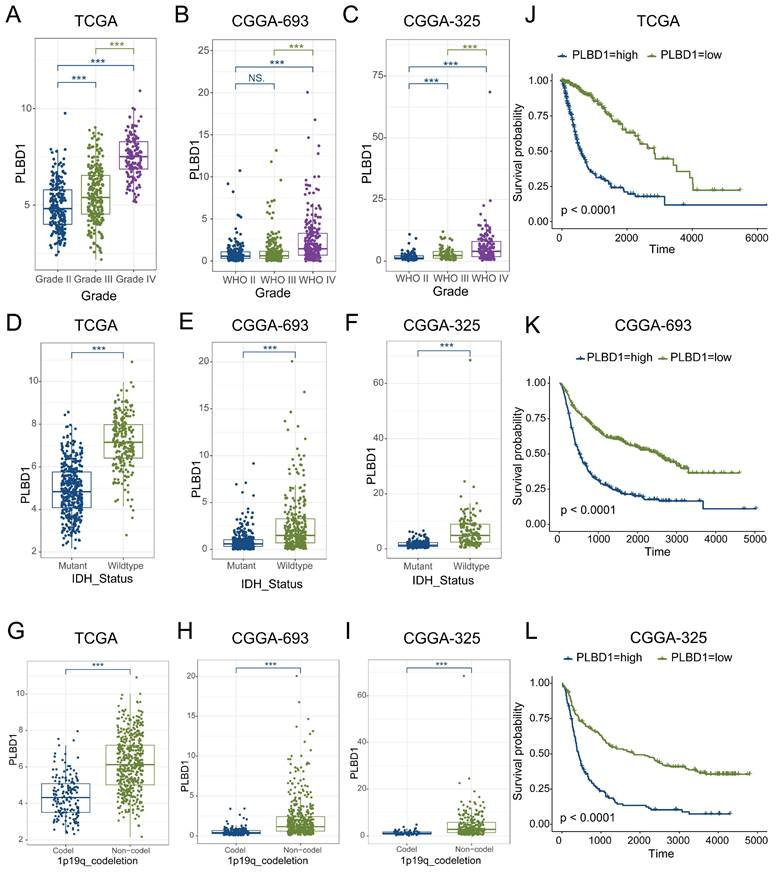 A
TCGA
***
***
***
10
5
PLBD1
Grade II Grade III Grade IV
Grade
B
CGGA-693
***
***
NS.
25
20
15
10
5
0
PLBD1
WHO II WHO III WHO IV
Grade
C
CGGA-325
***
***
***
75
50
25
0
PLBD1
WHO II WHO III WHO IV
Grade
J
TCGA
PLBD1=high PLBD1=low
1.00
0.75
0.50
0.25
0.00
Survival probability
p < 0.0001
0 2000 4000 6000
Time
D
TCGA
***
10
8
6
4
2
PLBD1
Mutant Wildtype
IDH_Status
E
CGGA-693
***
20
15
10
5
0
PLBD1
Mutant Wildtype
IDH_Status
F
CGGA-325
***
60
40
20
0
PLBD1
Mutant Wildtype
IDH_Status
K
CGGA-693
PLBD1=high PLBD1=low
1.00
0.75
0.50
0.25
0.00
Survival probability
p < 0.0001
0 1000 2000 3000 4000 5000
Time
G
TCGA
***
10
8
6
4
2
PLBD1
Codel Non-codel
1p19q_codeletion
H
CGGA-693
***
20
15
10
5
0
PLBD1
Codel Non-codel
1p19q_codeletion
I
CGGA-325
***
60
40
20
0
PLBD1
Codel Non-codel
1p19q_codeletion
L
CGGA-325
PLBD1=high PLBD1=low
1.00
0.75
0.50
0.25
0.00
Survival probability
p < 0.0001
0 1000 2000 3000 4000 5000
Time